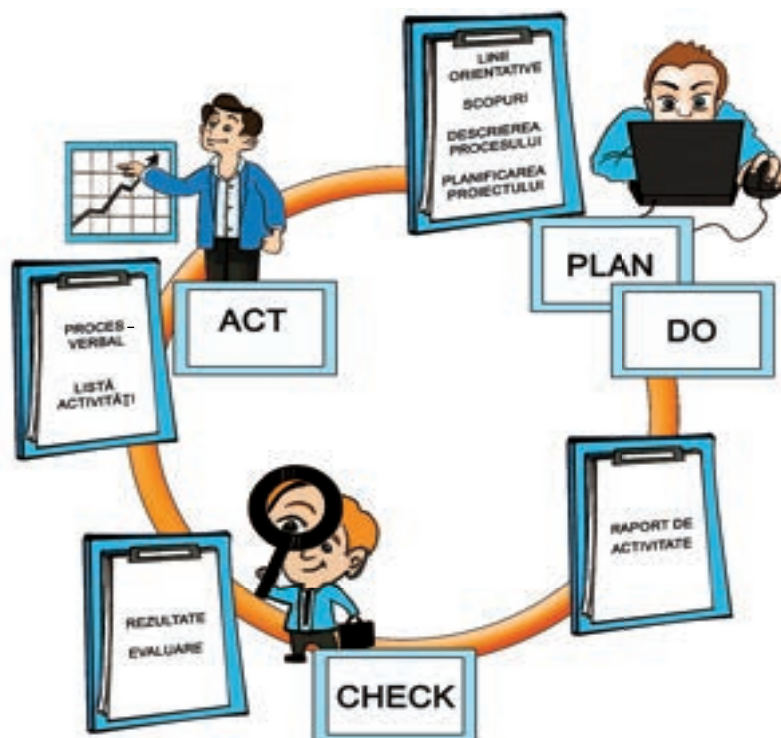 LINII
ORIENTATIVE
SCOPURI
DESCRIEREA
PROCESULUI
PLANIFICAREA
PROIECTULUI
PLAN
DO
RAPORT DE
ACTIVITATE
CHECK
REZULTATE
EVALUARE
PROCES-
VERBAL
LISTĂ
ACTIVITĂȚI
ACT